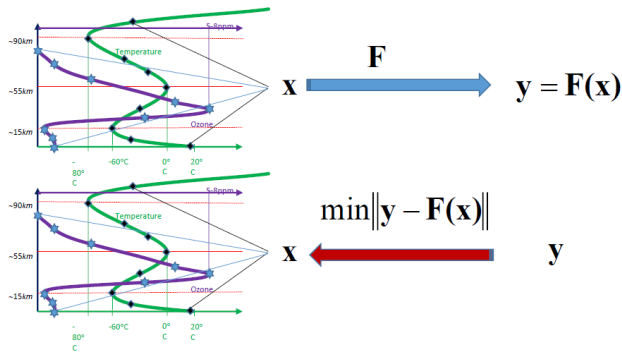 5-8ppm
~90km
Temperature
~55km
Ozone
~15km
-
80°
C
-60°C
0°
C
20°
C
x
F
y = F(x)
5-8ppm
~90km
Temperature
~55km
Ozone
~15km
-
80°
C
-60°C
0°
C
20°
C
x
min||y − F(x)||
y